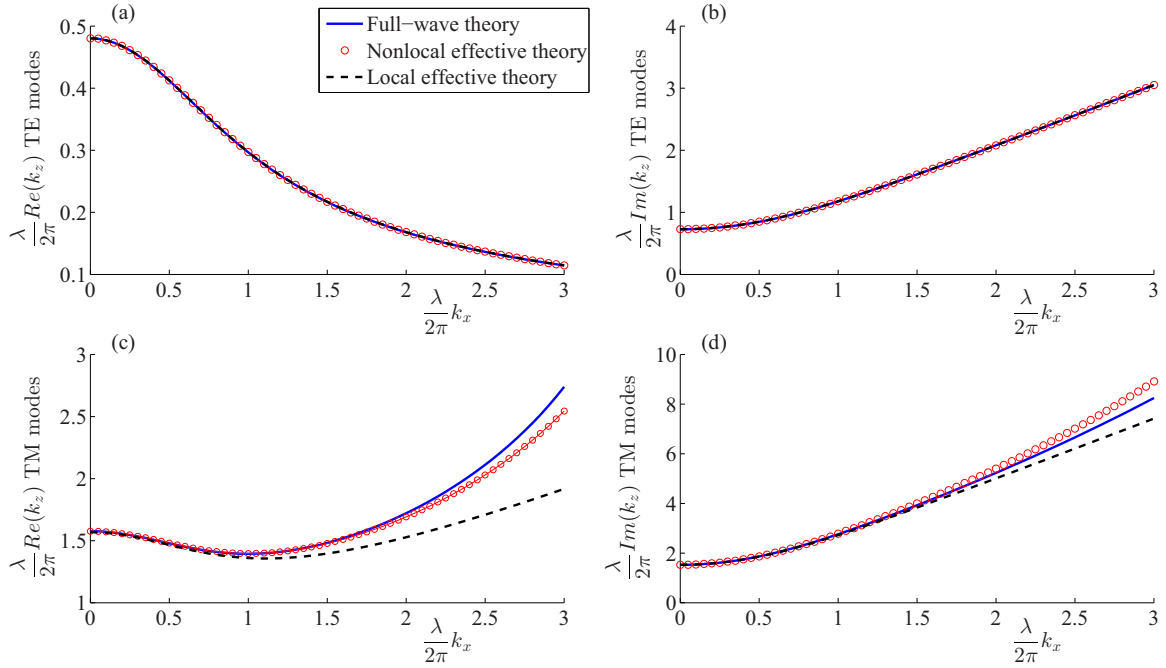 (a)
Full−wave theory
Nonlocal effective theory
Local effective theory
0.5
0.4
0.3
0.2
0.1
λ/2π Re(k_z) TE modes
0 0.5 1 1.5 2 2.5 3
λ/2π k_x
(b)
4
3
2
1
0
λ/2π Im(k_z) TE modes
0 0.5 1 1.5 2 2.5 3
λ/2π k_x
(c)
3
2.5
2
1.5
1
λ/2π Re(k_z) TM modes
0 0.5 1 1.5 2 2.5 3
λ/2π k_x
(d)
10
8
6
4
2
0
λ/2π Im(k_z) TM modes
0 0.5 1 1.5 2 2.5 3
λ/2π k_x